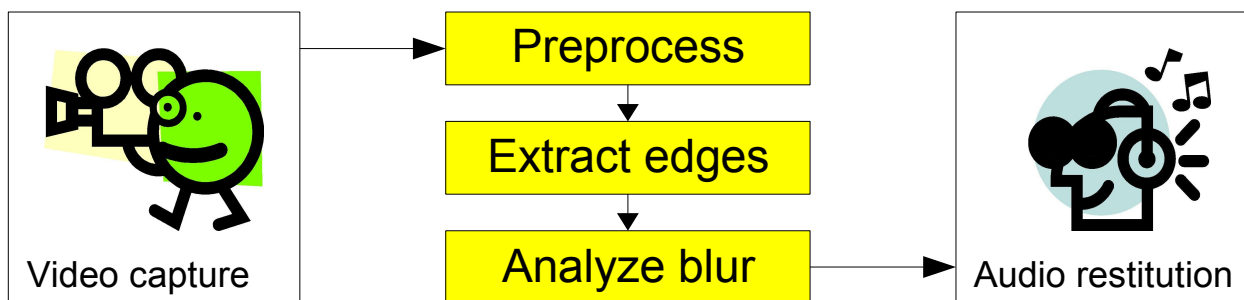 Video capture
Preprocess
Extract edges
Analyze blur
Audio restitution